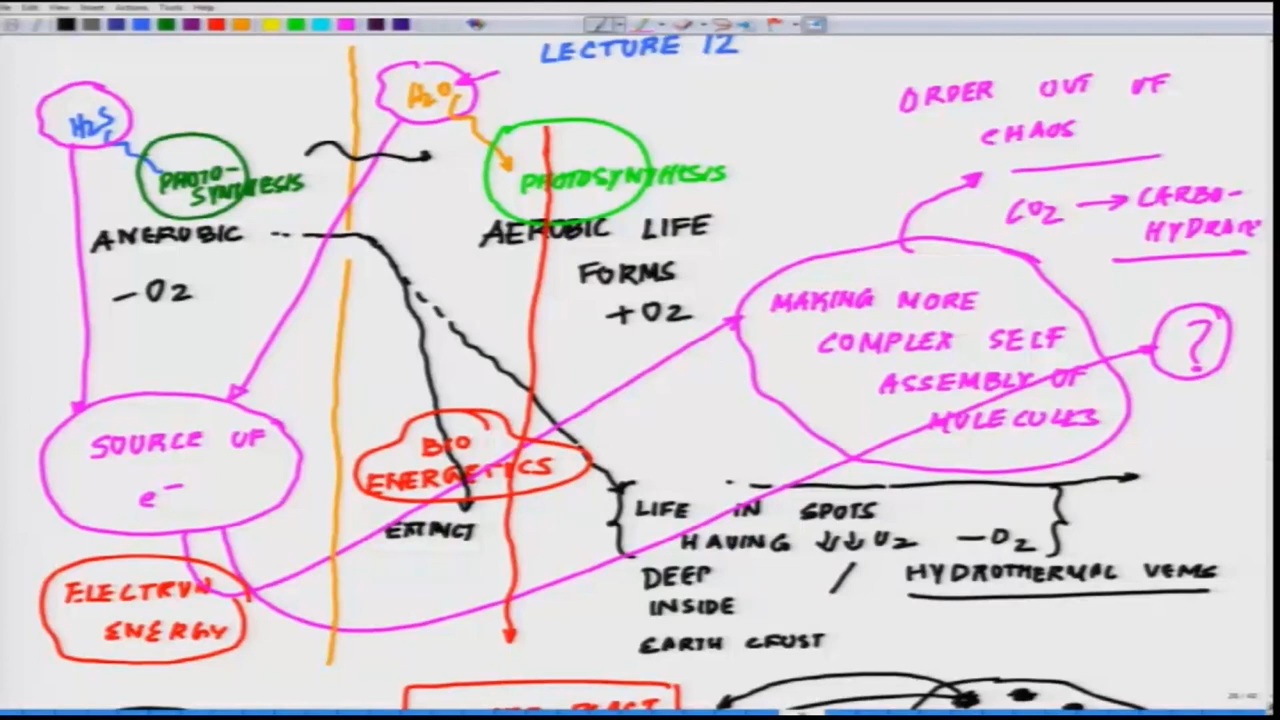 LECTURE 12
H2S
PHOTO-
SYNTHESIS
ANEROBIC
-O2
H2O
PHOTOSYNTHESIS
AEROBIC LIFE
FORMS
+O2
ORDER OUT OF
CHAOS
CO2 → CARBO-
HYDRATE
MAKING MORE
COMPLEX SELF
ASSEMBLY OF
MOLECULES
?
SOURCE OF
e-
BIO
ENERGETICS
EXTINCT
ELECTRON
ENERGY
LIFE IN SPOTS
HAVING ↓↓ O2 -O2
DEEP / HYDROTHERMAL VENTS
INSIDE
EARTH CRUST